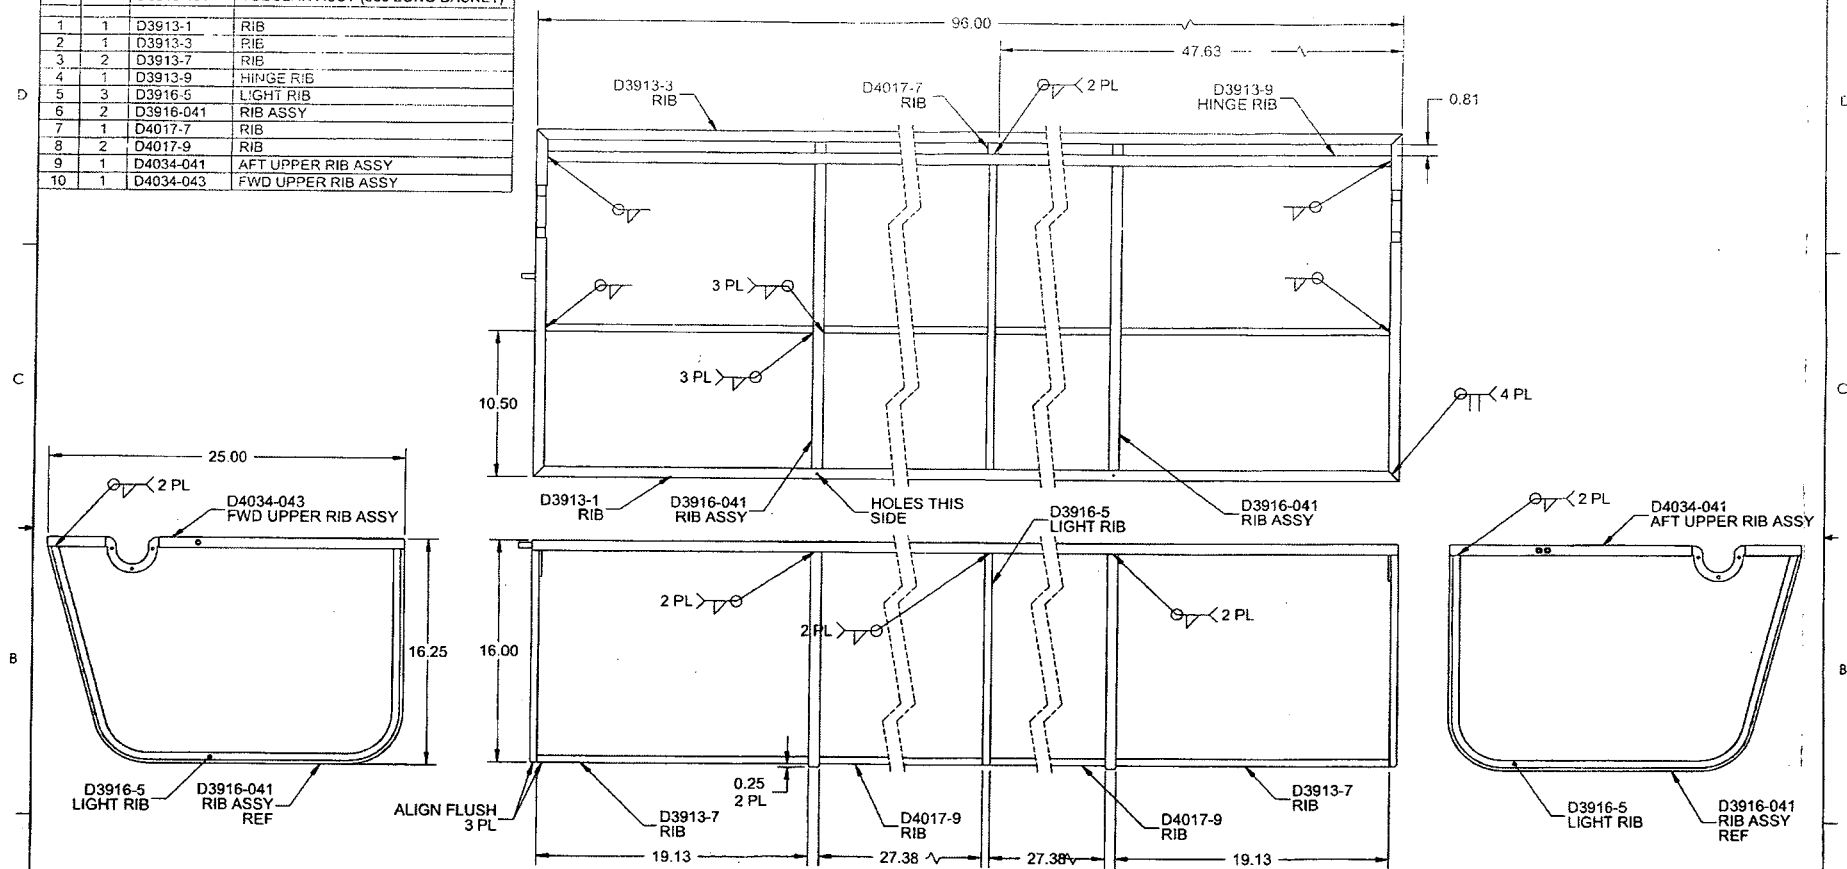 1 1 D3913-1 RIB
2 1 D3913-3 RIB
3 2 D3913-7 RIB
4 1 D3913-9 HINGE RIB
5 3 D3916-5 LIGHT RIB
6 2 D3916-041 RIB ASSY
7 1 D4017-7 RIB
8 2 D4017-9 RIB
9 1 D4034-041 AFT UPPER RIB ASSY
10 1 D4034-043 FWD UPPER RIB ASSY
96.00
47.63
D3913-3
RIB
D4017-7
RIB
2 PL
D3913-9
HINGE RIB
0.81
D
3 PL
3 PL
10.50
4 PL
C
C
D3913-1
RIB
D3916-041
RIB ASSY
HOLES THIS
SIDE
D3916-041
RIB ASSY
25.00
2 PL
D4034-043
FWD UPPER RIB ASSY
16.25
D3916-5
LIGHT RIB
D3916-041
RIB ASSY
REF
D3916-5
LIGHT RIB
16.00
2 PL
2 PL
2 PL
0.25
2 PL
ALIGN FLUSH
3 PL
D3913-7
RIB
D4017-9
RIB
D4017-9
RIB
D3913-7
RIB
19.13
27.38
27.38
19.13
2 PL
D4034-041
AFT UPPER RIB ASSY
D3916-5
LIGHT RIB
D3916-041
RIB ASSY
REF
B
B